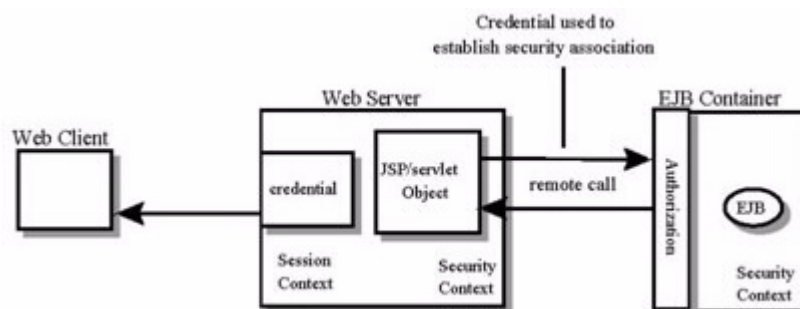 Credential used to
establish security association
Web Server
EJB Container
Web Client
credential
JSP/servlet
Object
remote call
Authorization
EJB
Session
Context
Security
Context
Security
Context